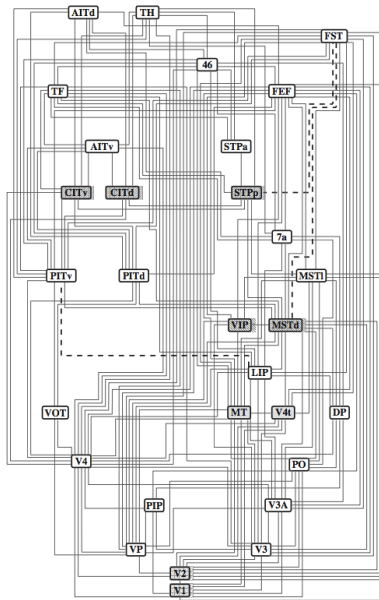 AITd TH
FST
46
TF FEF
AITv STPa
CITv CITd STPp
7a
PITv PITd MSTl
VIP MSTd
LIP
VOT MT V4t DP
V4 PO
PIP V3A
VP V3
V2
V1